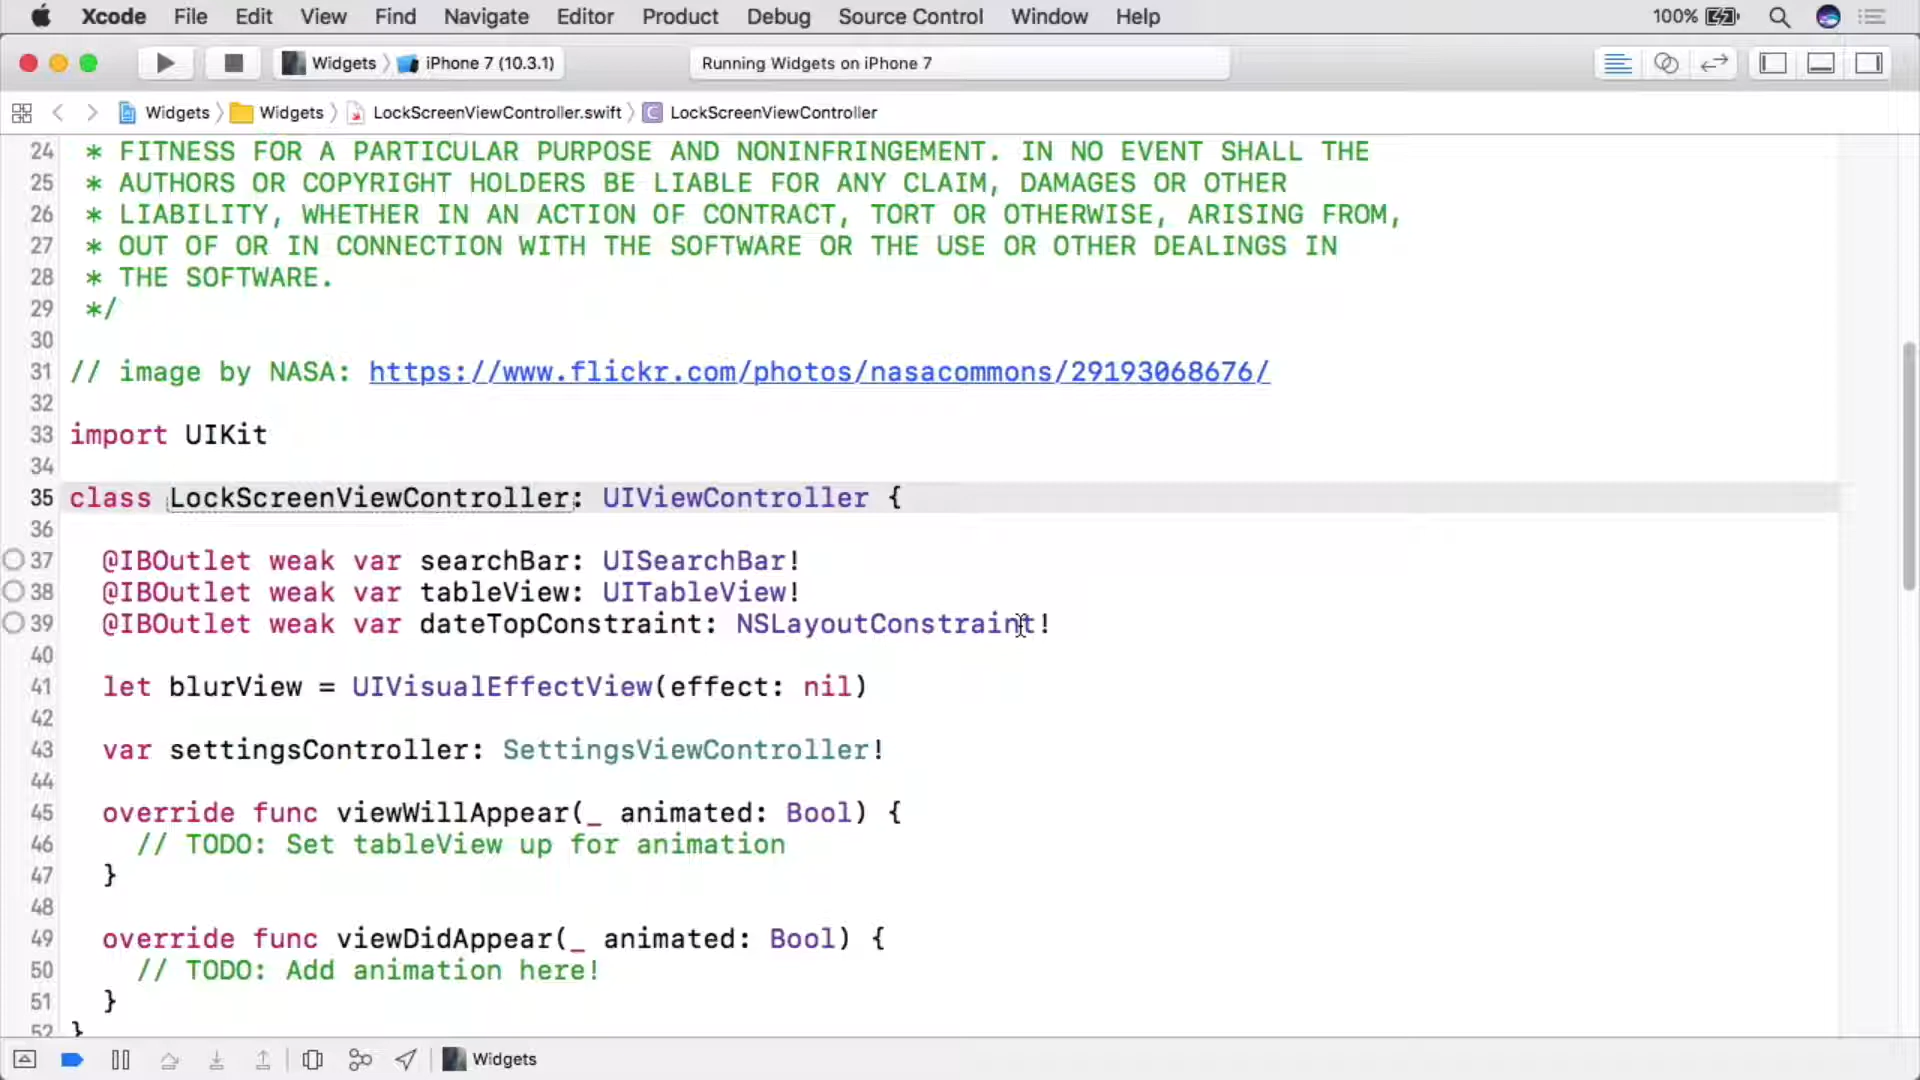 Xcode File Edit View Find Navigate Editor Product Debug Source Control Window Help 100%
Widgets iPhone 7 (10.3.1) Running Widgets on iPhone 7
Widgets Widgets LockScreenViewController.swift C LockScreenViewController
24 * FITNESS FOR A PARTICULAR PURPOSE AND NONINFRINGEMENT. IN NO EVENT SHALL THE
25 * AUTHORS OR COPYRIGHT HOLDERS BE LIABLE FOR ANY CLAIM, DAMAGES OR OTHER
26 * LIABILITY, WHETHER IN AN ACTION OF CONTRACT, TORT OR OTHERWISE, ARISING FROM,
27 * OUT OF OR IN CONNECTION WITH THE SOFTWARE OR THE USE OR OTHER DEALINGS IN
28 * THE SOFTWARE.
29 */
30
31 // image by NASA: https://www.flickr.com/photos/nasacommons/29193068676/
32
33 import UIKit
34
35 class LockScreenViewController: UIViewController {
36
37 @IBOutlet weak var searchBar: UISearchBar!
38 @IBOutlet weak var tableView: UITableView!
39 @IBOutlet weak var dateTopConstraint: NSLayoutConstraint!
40
41 let blurView = UIVisualEffectView(effect: nil)
42
43 var settingsController: SettingsViewController!
44
45 override func viewWillAppear(_ animated: Bool) {
46 // TODO: Set tableView up for animation
47 }
48
49 override func viewDidAppear(_ animated: Bool) {
50 // TODO: Add animation here!
51 }
52 }
Widgets